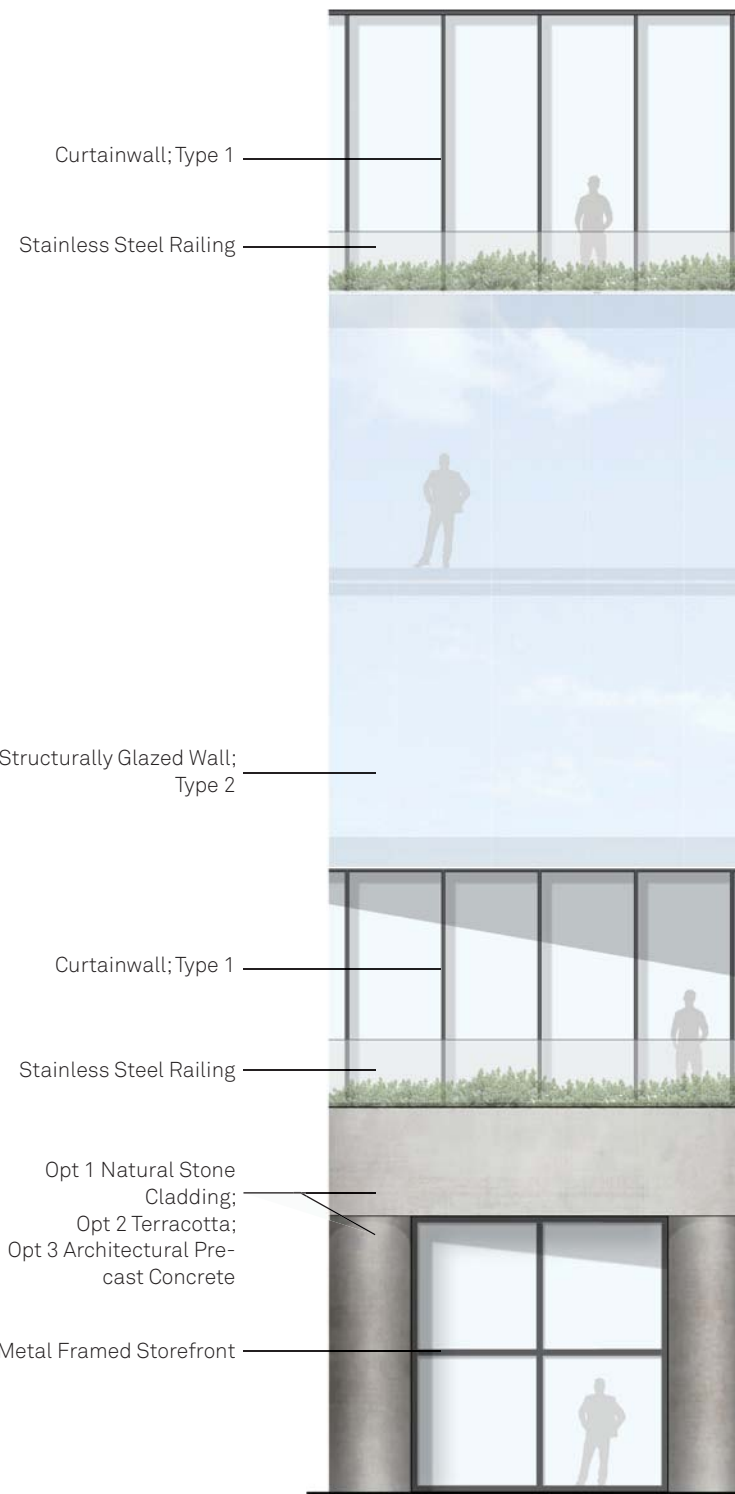 Curtainwall; Type 1
Stainless Steel Railing
Structurally Glazed Wall;
Type 2
Curtainwall; Type 1
Stainless Steel Railing
Opt 1 Natural Stone
Cladding;
Opt 2 Terracotta;
Opt 3 Architectural Pre-
cast Concrete
Metal Framed Storefront